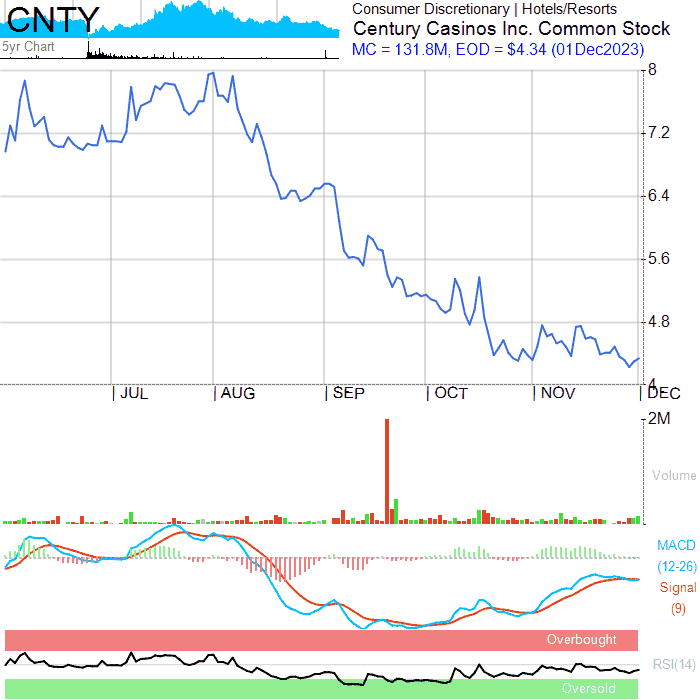 CNTY
5yr Chart
Consumer Discretionary | Hotels/Resorts
Century Casinos Inc. Common Stock
MC = 131.8M, EOD = $4.34 (01Dec2023)
8
7.2
6.4
5.6
4.8
4
JUL AUG SEP OCT NOV DEC
2M
Volume
MACD
(12-26)
Signal
(9)
Overbought
RSI(14)
Oversold